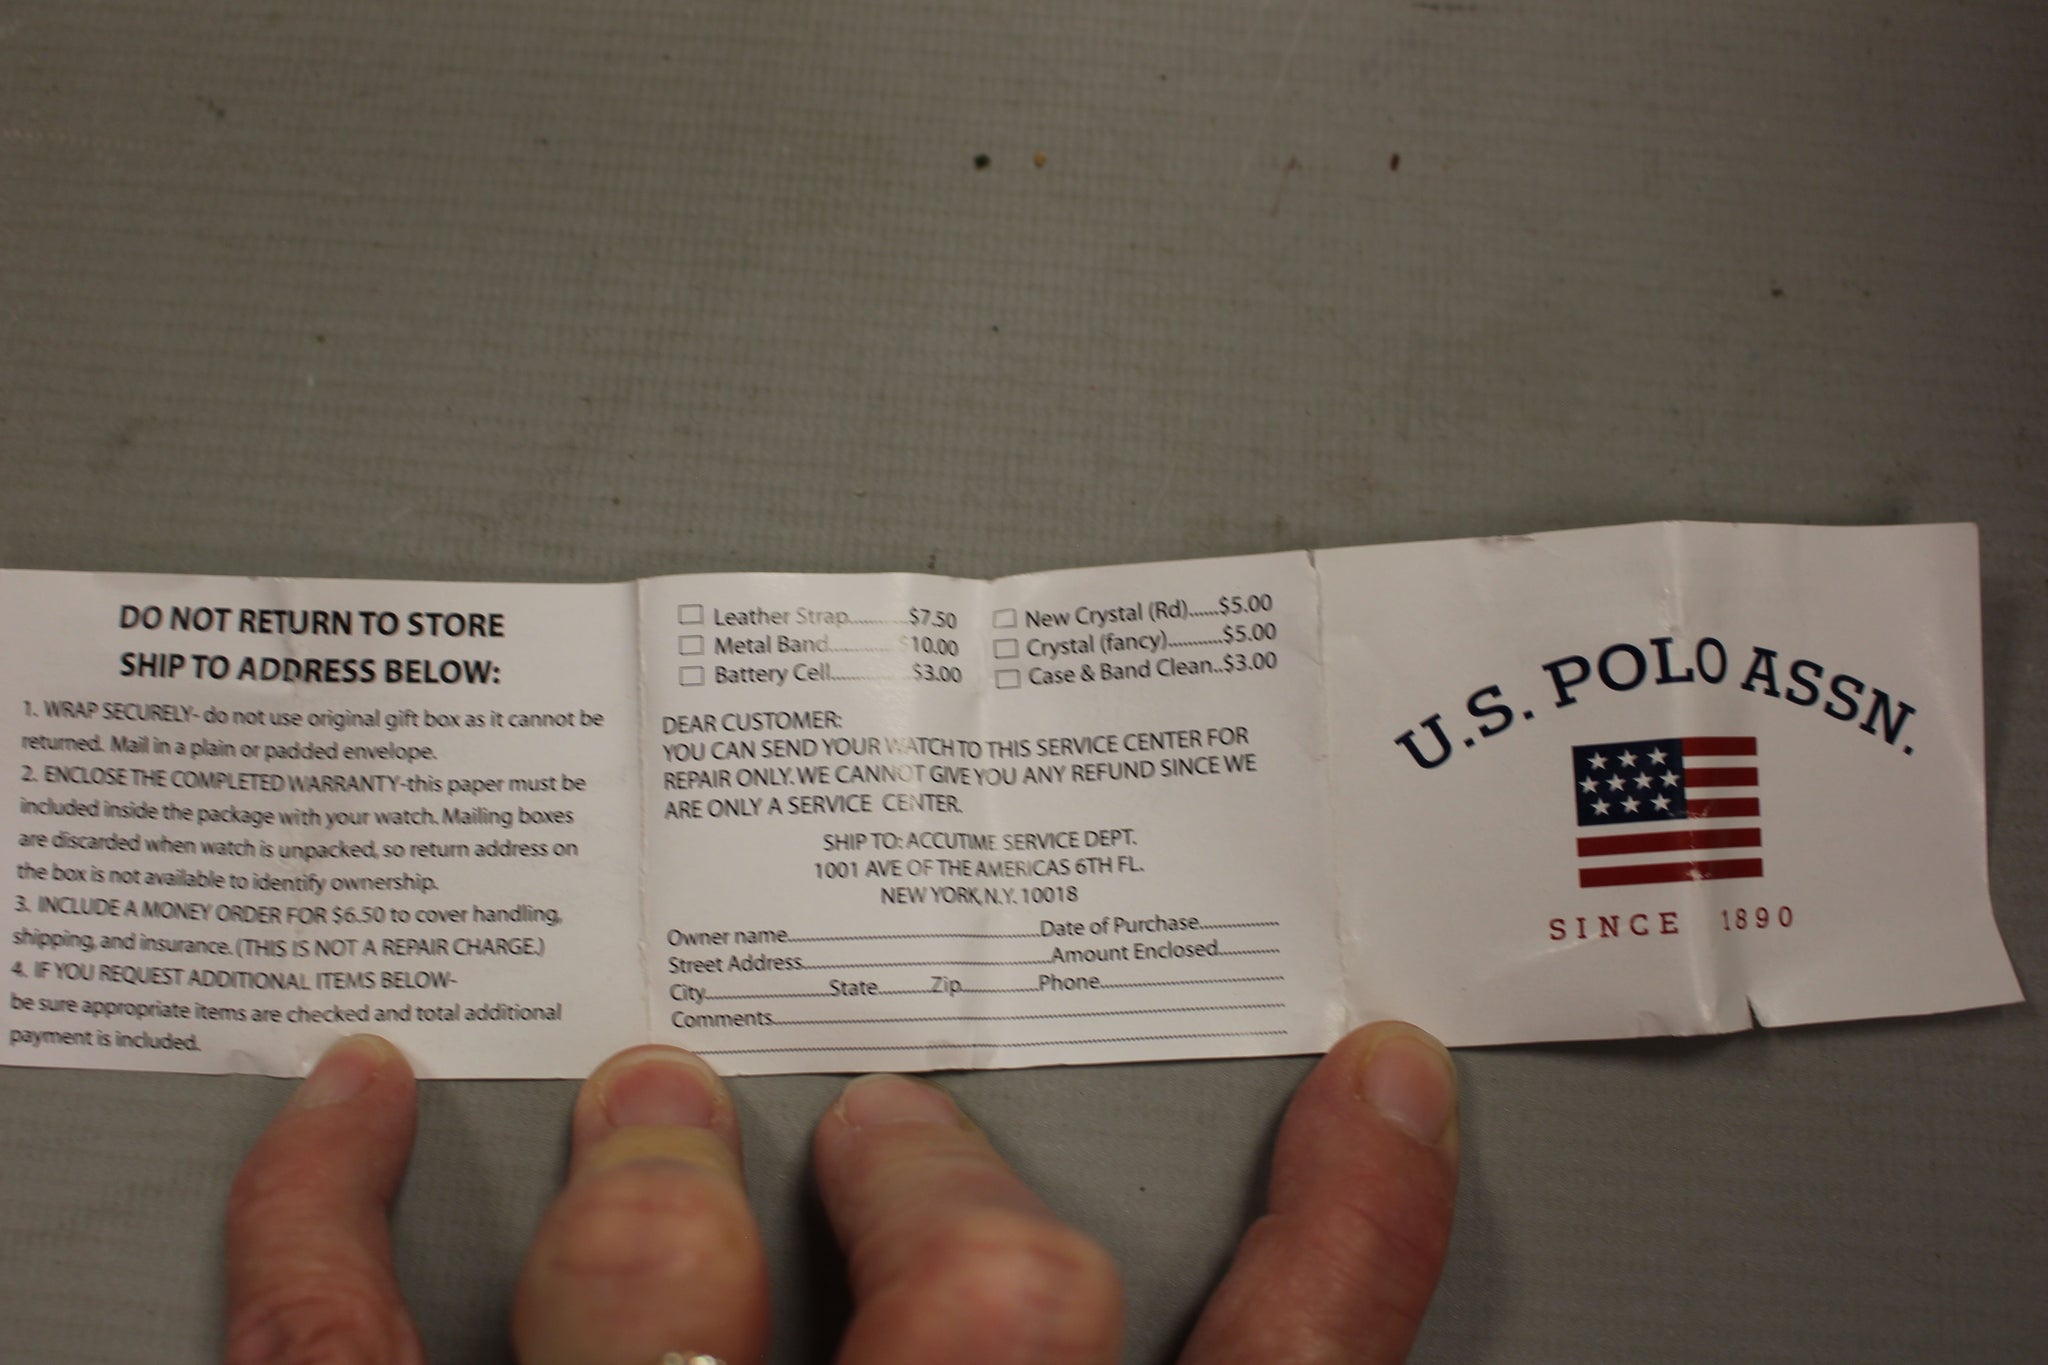 DO NOT RETURN TO STORE
SHIP TO ADDRESS BELOW:
1. WRAP SECURELY- do not use original gift box as it cannot be
returned. Mail in a plain or padded envelope.
2. ENCLOSE THE COMPLETED WARRANTY-this paper must be
included inside the package with your watch. Mailing boxes
are discarded when watch is unpacked, so return address on
the box is not available to identify ownership.
3. INCLUDE A MONEY ORDER FOR $6.50 to cover handling,
shipping, and insurance. (THIS IS NOT A REPAIR CHARGE.)
4. IF YOU REQUEST ADDITIONAL ITEMS BELOW-
be sure appropriate items are checked and total additional
payment is included.
Leather Strap..........$7.50 New Crystal (Rd)......$5.00
Metal Band............$10.00 Crystal (fancy)..........$5.00
Battery Cell.............$3.00 Case & Band Clean..$3.00
DEAR CUSTOMER:
YOU CAN SEND YOUR WATCH TO THIS SERVICE CENTER FOR
REPAIR ONLY. WE CANNOT GIVE YOU ANY REFUND SINCE WE
ARE ONLY A SERVICE CENTER.
SHIP TO: ACCUTIME SERVICE DEPT.
1001 AVE OF THE AMERICAS 6TH FL.
NEW YORK, N.Y. 10018
Owner name..................................Date of Purchase................
Street Address..................................Amount Enclosed............
City.................State........Zip...........Phone..........................
Comments......................................................................
U.S. POLO ASSN.
SINCE 1890